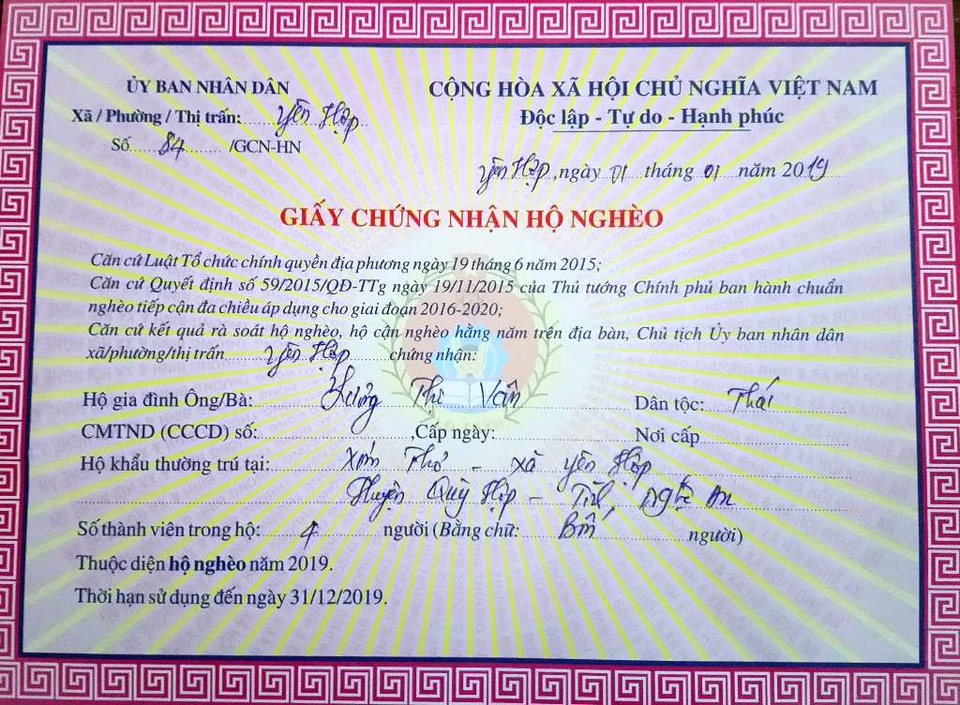 ỦY BAN NHÂN DÂN
CỘNG HÒA XÃ HỘI CHỦ NGHĨA VIỆT NAM
Xã / Phường / Thị trấn: Yên Hợp
Độc lập - Tự do - Hạnh phúc
Số 84 /GCN-HN
Yên Hợp, ngày 01 tháng 01 năm 2019
GIẤY CHỨNG NHẬN HỘ NGHÈO
Căn cứ Luật Tổ chức chính quyền địa phương ngày 19 tháng 6 năm 2015;
Căn cứ Quyết định số 59/2015/QĐ-TTg ngày 19/11/2015 của Thủ tướng Chính phủ ban hành chuẩn
nghèo tiếp cận đa chiều áp dụng cho giai đoạn 2016-2020;
Căn cứ kết quả rà soát hộ nghèo, hộ cận nghèo hằng năm trên địa bàn, Chủ tịch Ủy ban nhân dân
xã/phường/thị trấn Yên Hợp chứng nhận:
Hộ gia đình Ông/Bà: Thị Vân Dân tộc: Thái
CMTND (CCCD) số: ,Cấp ngày: Nơi cấp
Hộ khẩu thường trú tại: Xóm - xã Yên Hợp
Huyện Quỳ Hợp - Tỉnh Nghệ An
Số thành viên trong hộ: 4 người (Bằng chữ: Bốn người)
Thuộc diện hộ nghèo năm 2019.
Thời hạn sử dụng đến ngày 31/12/2019.